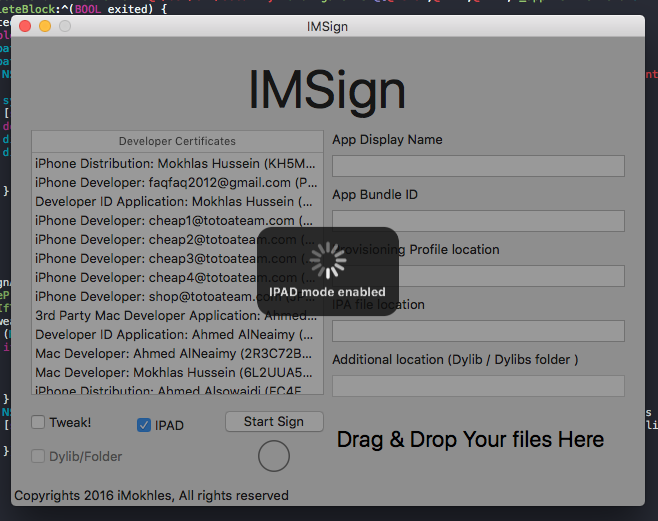 leteBlock:^(BOOL exited) {
IMSign
IMSign
Developer Certificates
iPhone Distribution: Mokhlas Hussein (KH5M...
iPhone Developer: faqfaq2012@gmail.com (P...
Developer ID Application: Mokhlas Hussein (...
iPhone Developer: cheap1@totoateam.com (...
iPhone Developer: cheap2@totoateam.com (...
iPhone Developer: cheap3@totoateam.com (...
iPhone Developer: cheap4@totoateam.com (...
iPhone Developer: shop@totoateam.com
3rd Party Mac Developer Application: Ahmed...
Developer ID Application: Ahmed AlNeaimy (...
Mac Developer: Ahmed AlNeaimy (2R3C72B...
Mac Developer: Mokhlas Hussein (6L2UUA5...
iPhone Distribution: Ahmed Alsowaidi (EC4E
App Display Name
App Bundle ID
Provisioning Profile location
IPA file location
Additional location (Dylib / Dylibs folder )
IPAD mode enabled
Tweak!
IPAD
Start Sign
Dylib/Folder
Drag & Drop Your files Here
Copyrights 2016 iMokhles, All rights reserved